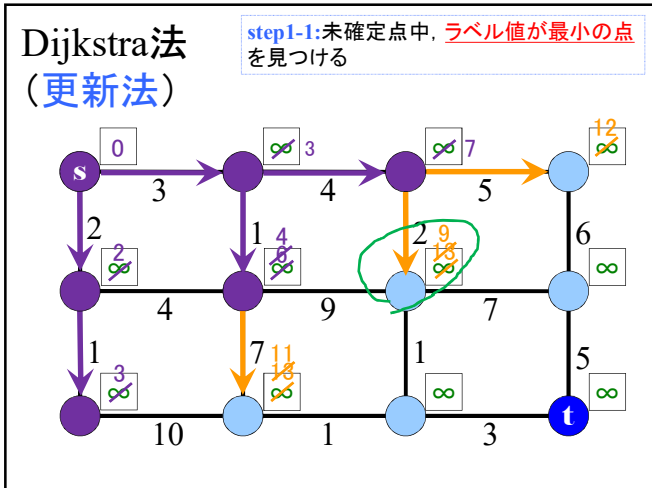 Dijkstra法
（更新法）
step1-1:未確定点中, ラベル値が最小の点
を見つける
s 0 ∞ 3 ∞ 7 ∞ 12
3 4 5
2 1 2 6
∞ 2 ∞ 6 4 ∞ 13 9 ∞
4 9 7
1 7 1 5
∞ 3 ∞ 13 11 ∞ ∞
10 1 3 t